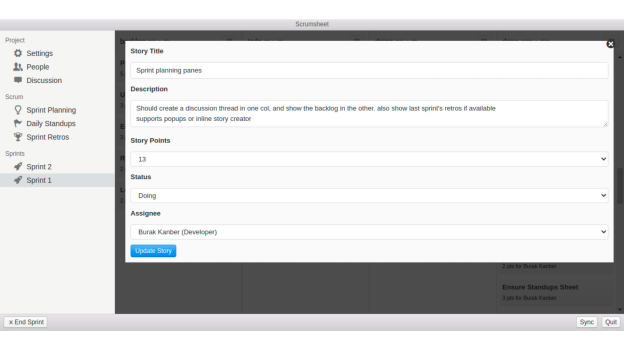 Scrumsheet
Project
Settings
People
Discussion
Scrum
Sprint Planning
Daily Standups
Sprint Retros
Sprints
Sprint 2
Sprint 1
Story Title
Sprint planning panes
Description
Should create a discussion thread in one col, and show the backlog in the other. also show last sprint's retros if available
supports popups or inline story creator
Story Points
13
Status
Doing
Assignee
Burak Kanber (Developer)
Update Story
2 pts for Burak Kanber
Ensure Standups Sheet
3 pts for Burak Kanber
x End Sprint
Sync
Quit